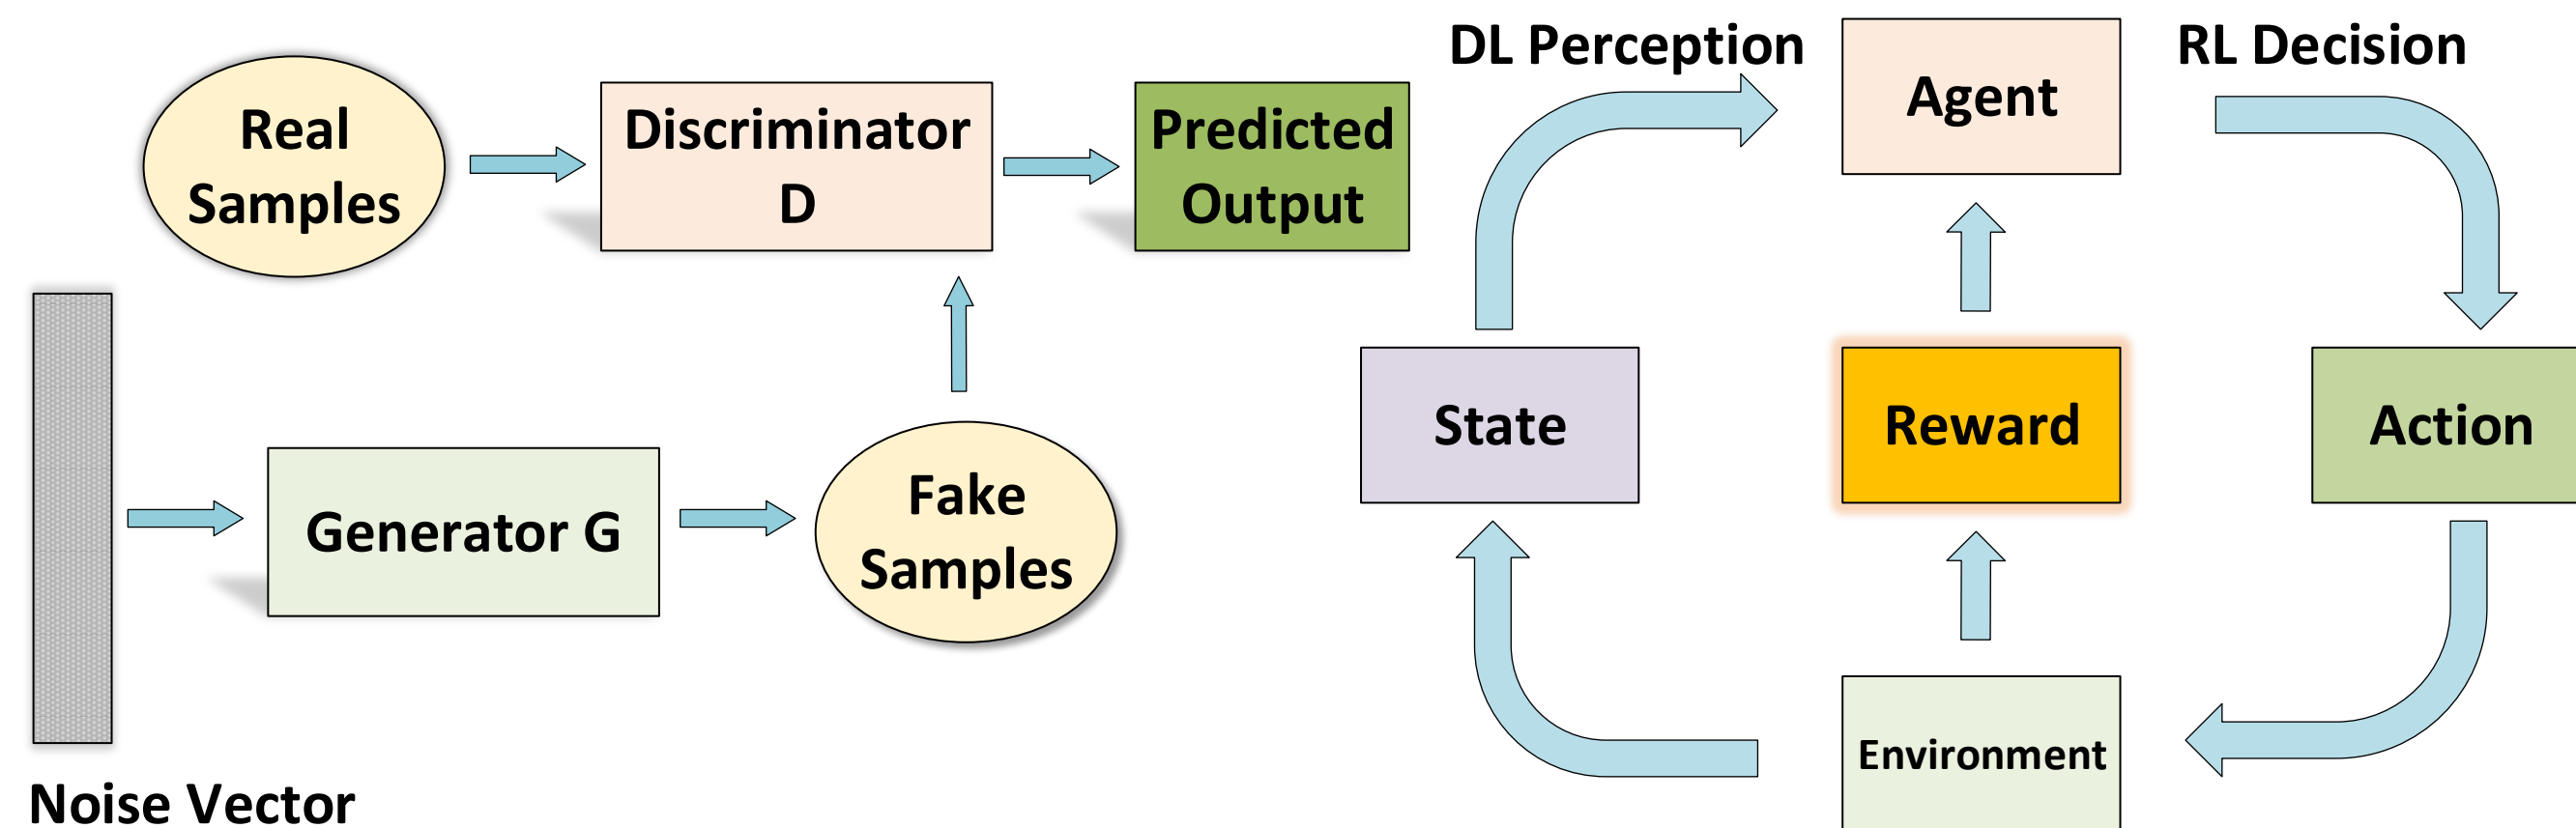 Real
Samples
Discriminator
D
Predicted
Output
Generator G
Fake
Samples
Noise Vector
DL Perception
Agent
RL Decision
State
Reward
Action
Environment